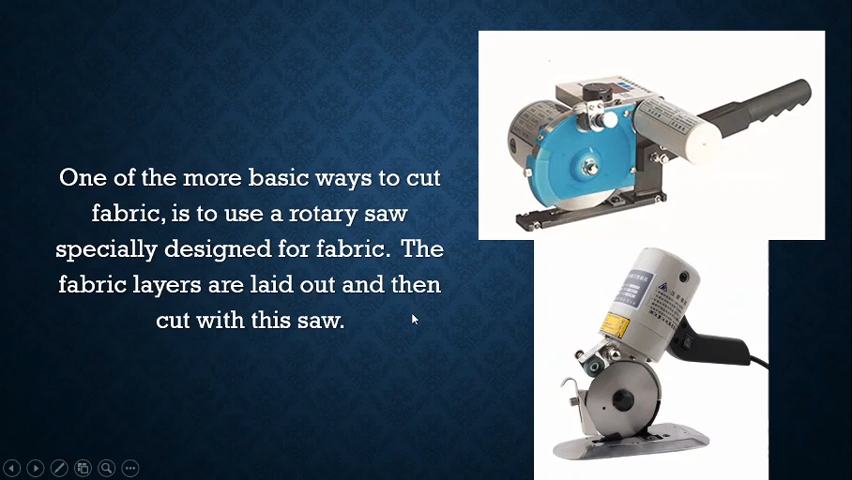 One of the more basic ways to cut
fabric, is to use a rotary saw
specially designed for fabric.  The
fabric layers are laid out and then
cut with this saw.